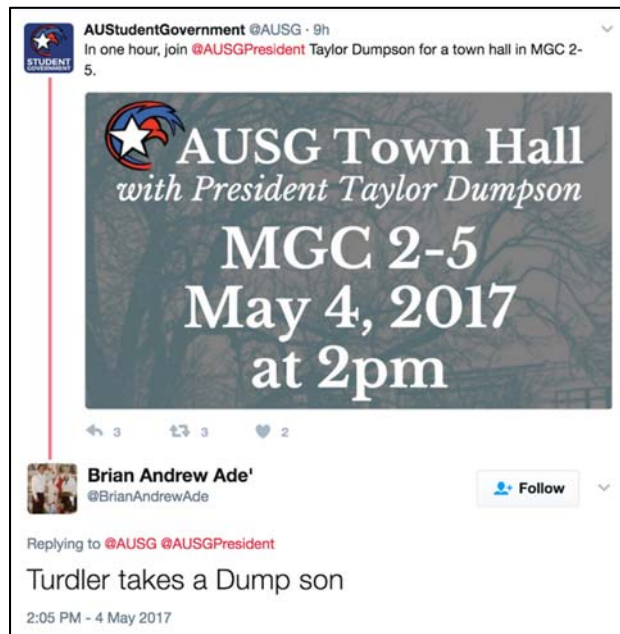 AUStudentGovernment @AUSG · 9h
In one hour, join @AUSGPresident Taylor Dumpson for a town hall in MGC 2-
5.
STUDENT
GOVERNMENT
AUSG Town Hall
with President Taylor Dumpson
MGC 2-5
May 4, 2017
at 2pm
3 3 2
Brian Andrew Ade'
@BrianAndrewAde
Follow
Replying to @AUSG @AUSGPresident
Turdler takes a Dump son
2:05 PM - 4 May 2017